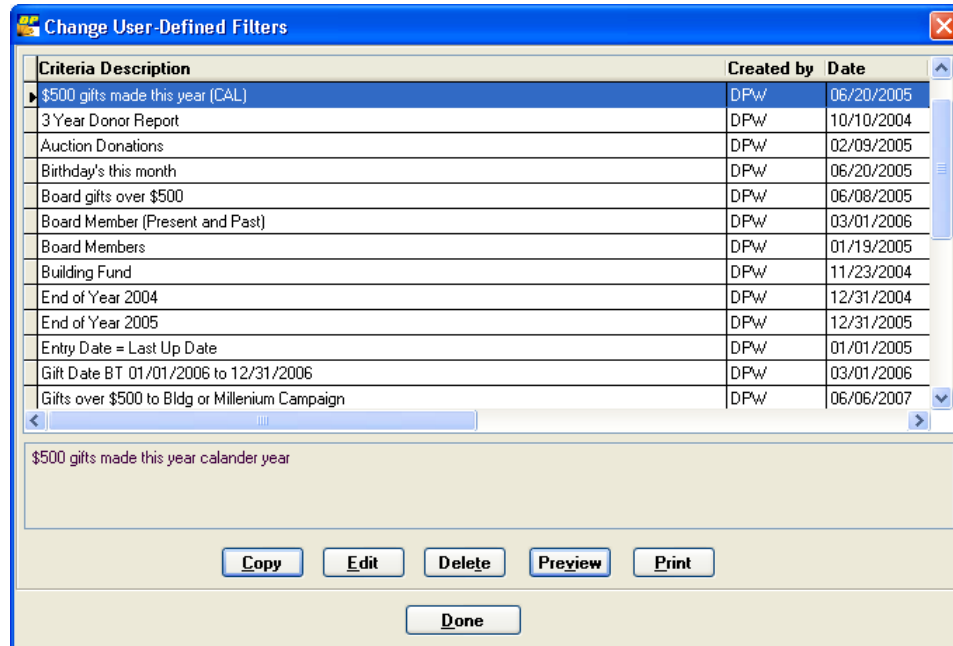 Change User-Defined Filters
Criteria Description Created by Date
$500 gifts made this year (CAL) DPW 06/20/2005
3 Year Donor Report DPW 10/10/2004
Auction Donations DPW 02/09/2005
Birthday's this month DPW 06/20/2005
Board gifts over $500 DPW 06/08/2005
Board Member (Present and Past) DPW 03/01/2006
Board Members DPW 01/19/2005
Building Fund DPW 11/23/2004
End of Year 2004 DPW 12/31/2004
End of Year 2005 DPW 12/31/2005
Entry Date = Last Up Date DPW 01/01/2005
Gift Date BT 01/01/2006 to 12/31/2006 DPW 03/01/2006
Gifts over $500 to Bldg or Millenium Campaign DPW 06/06/2007
$500 gifts made this year calander year
Copy Edit Delete Preview Print
Done